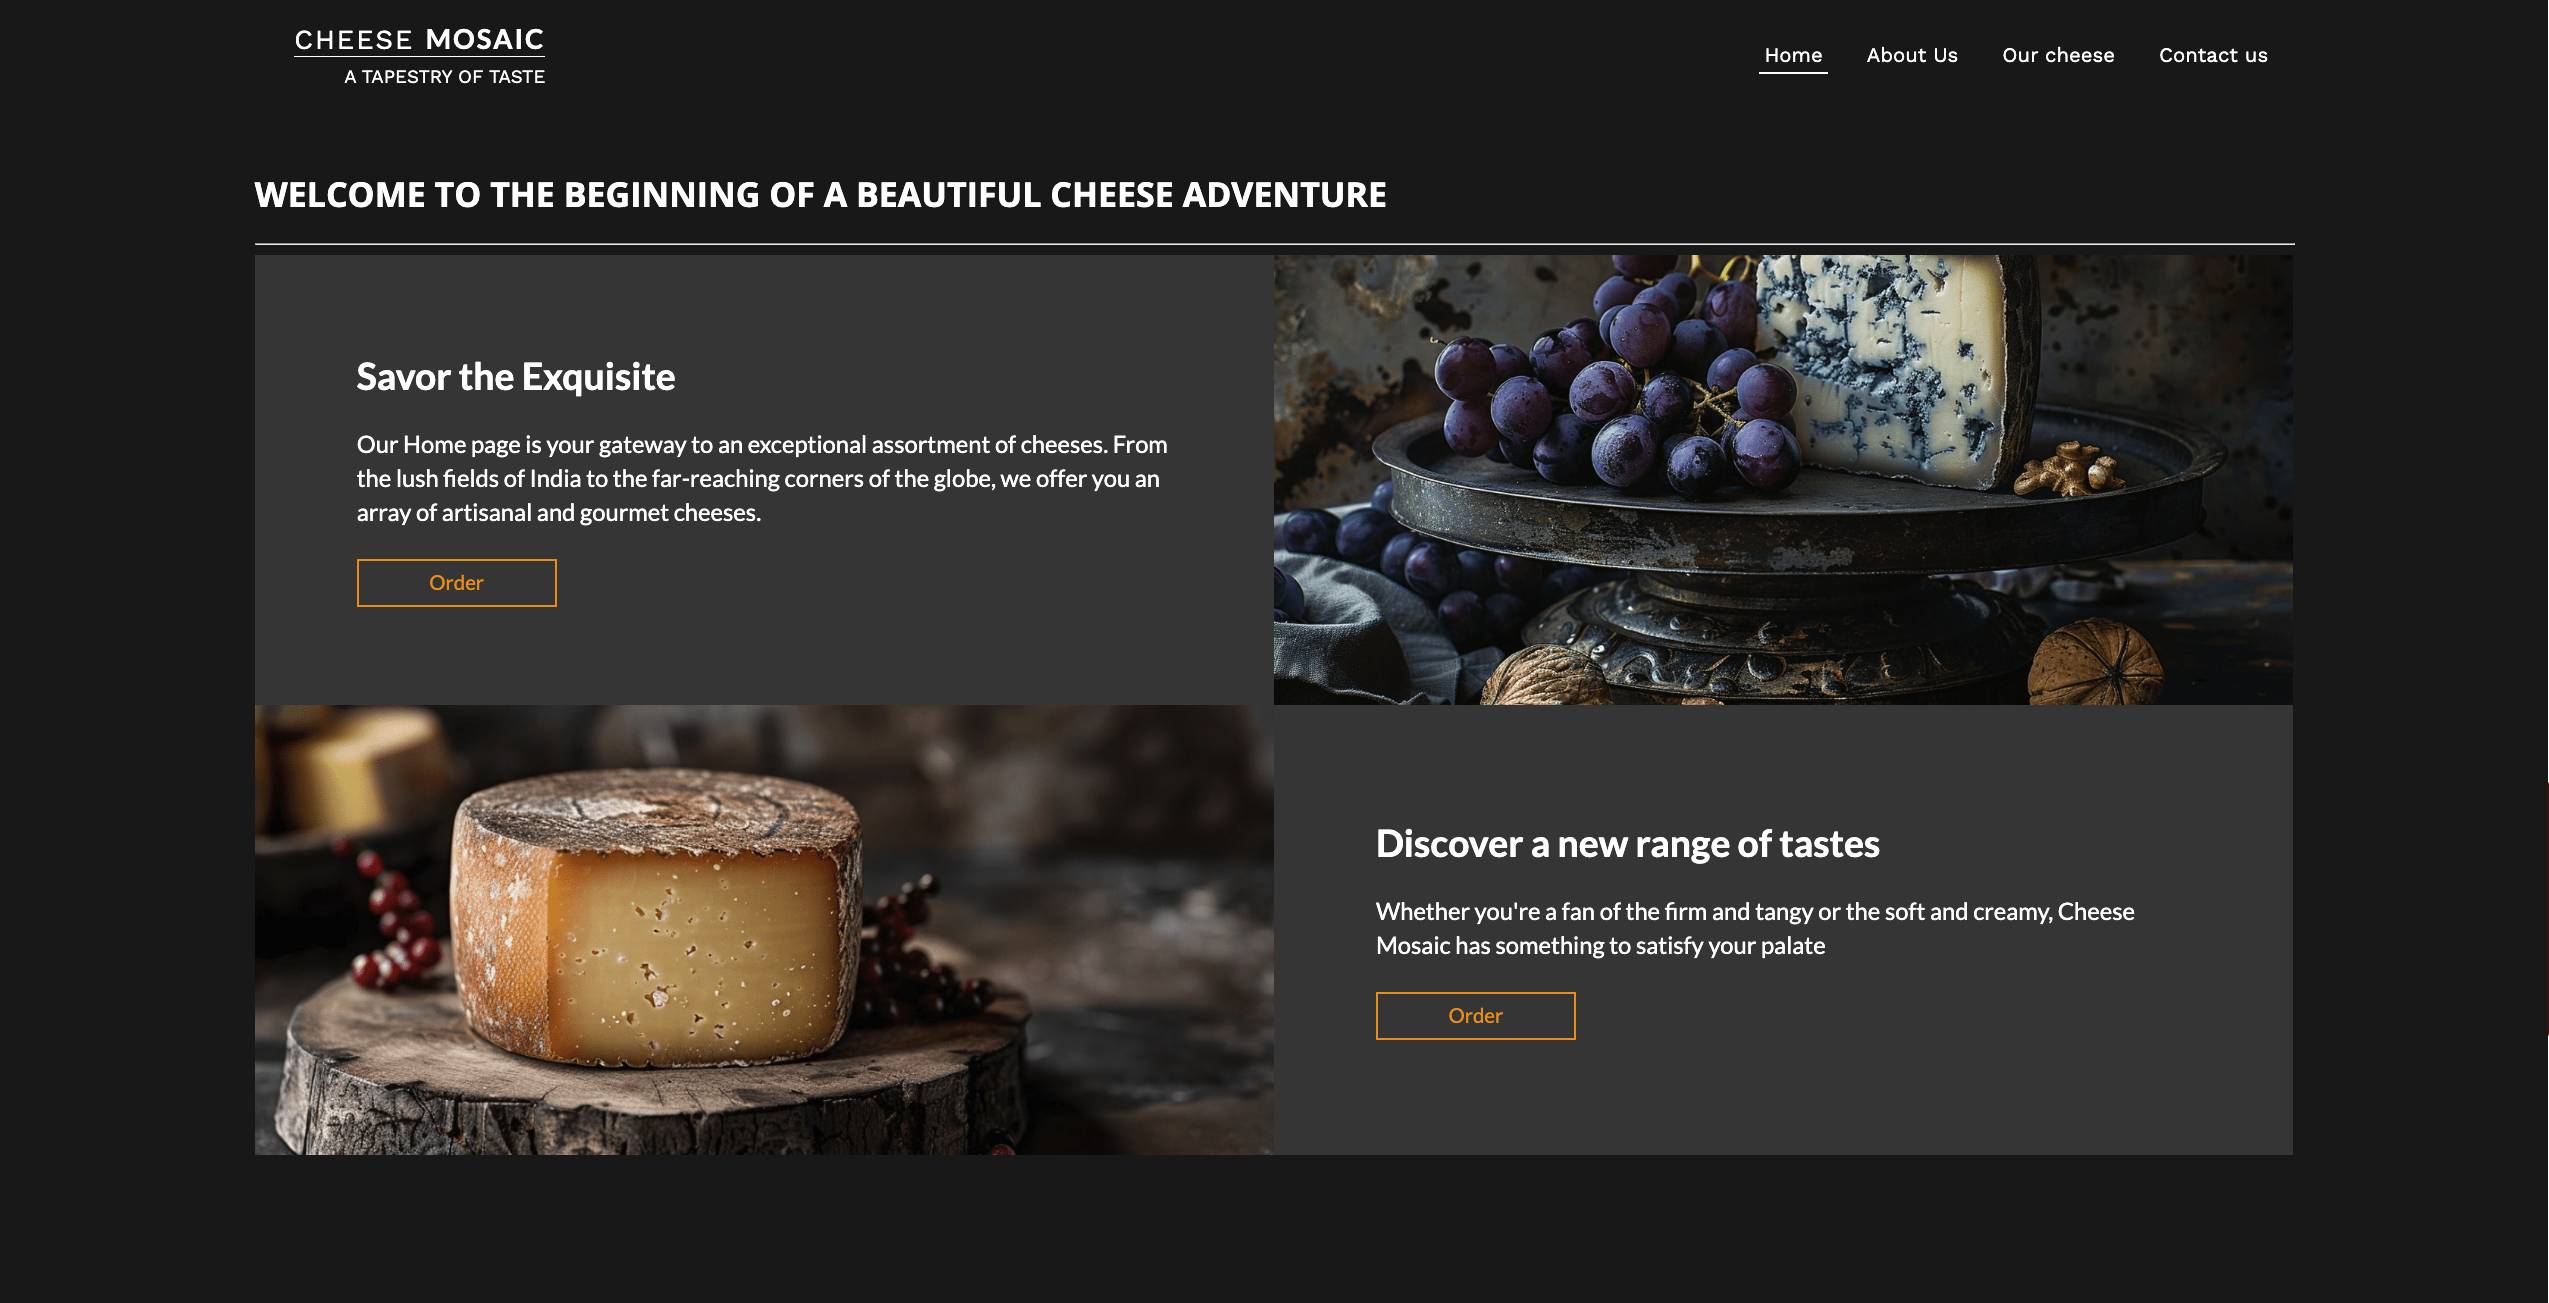 CHEESE MOSAIC
A TAPESTRY OF TASTE
Home
About Us
Our cheese
Contact us
WELCOME TO THE BEGINNING OF A BEAUTIFUL CHEESE ADVENTURE
Savor the Exquisite
Our Home page is your gateway to an exceptional assortment of cheeses. From
the lush fields of India to the far-reaching corners of the globe, we offer you an
array of artisanal and gourmet cheeses.
Order
Discover a new range of tastes
Whether you're a fan of the firm and tangy or the soft and creamy, Cheese
Mosaic has something to satisfy your palate
Order